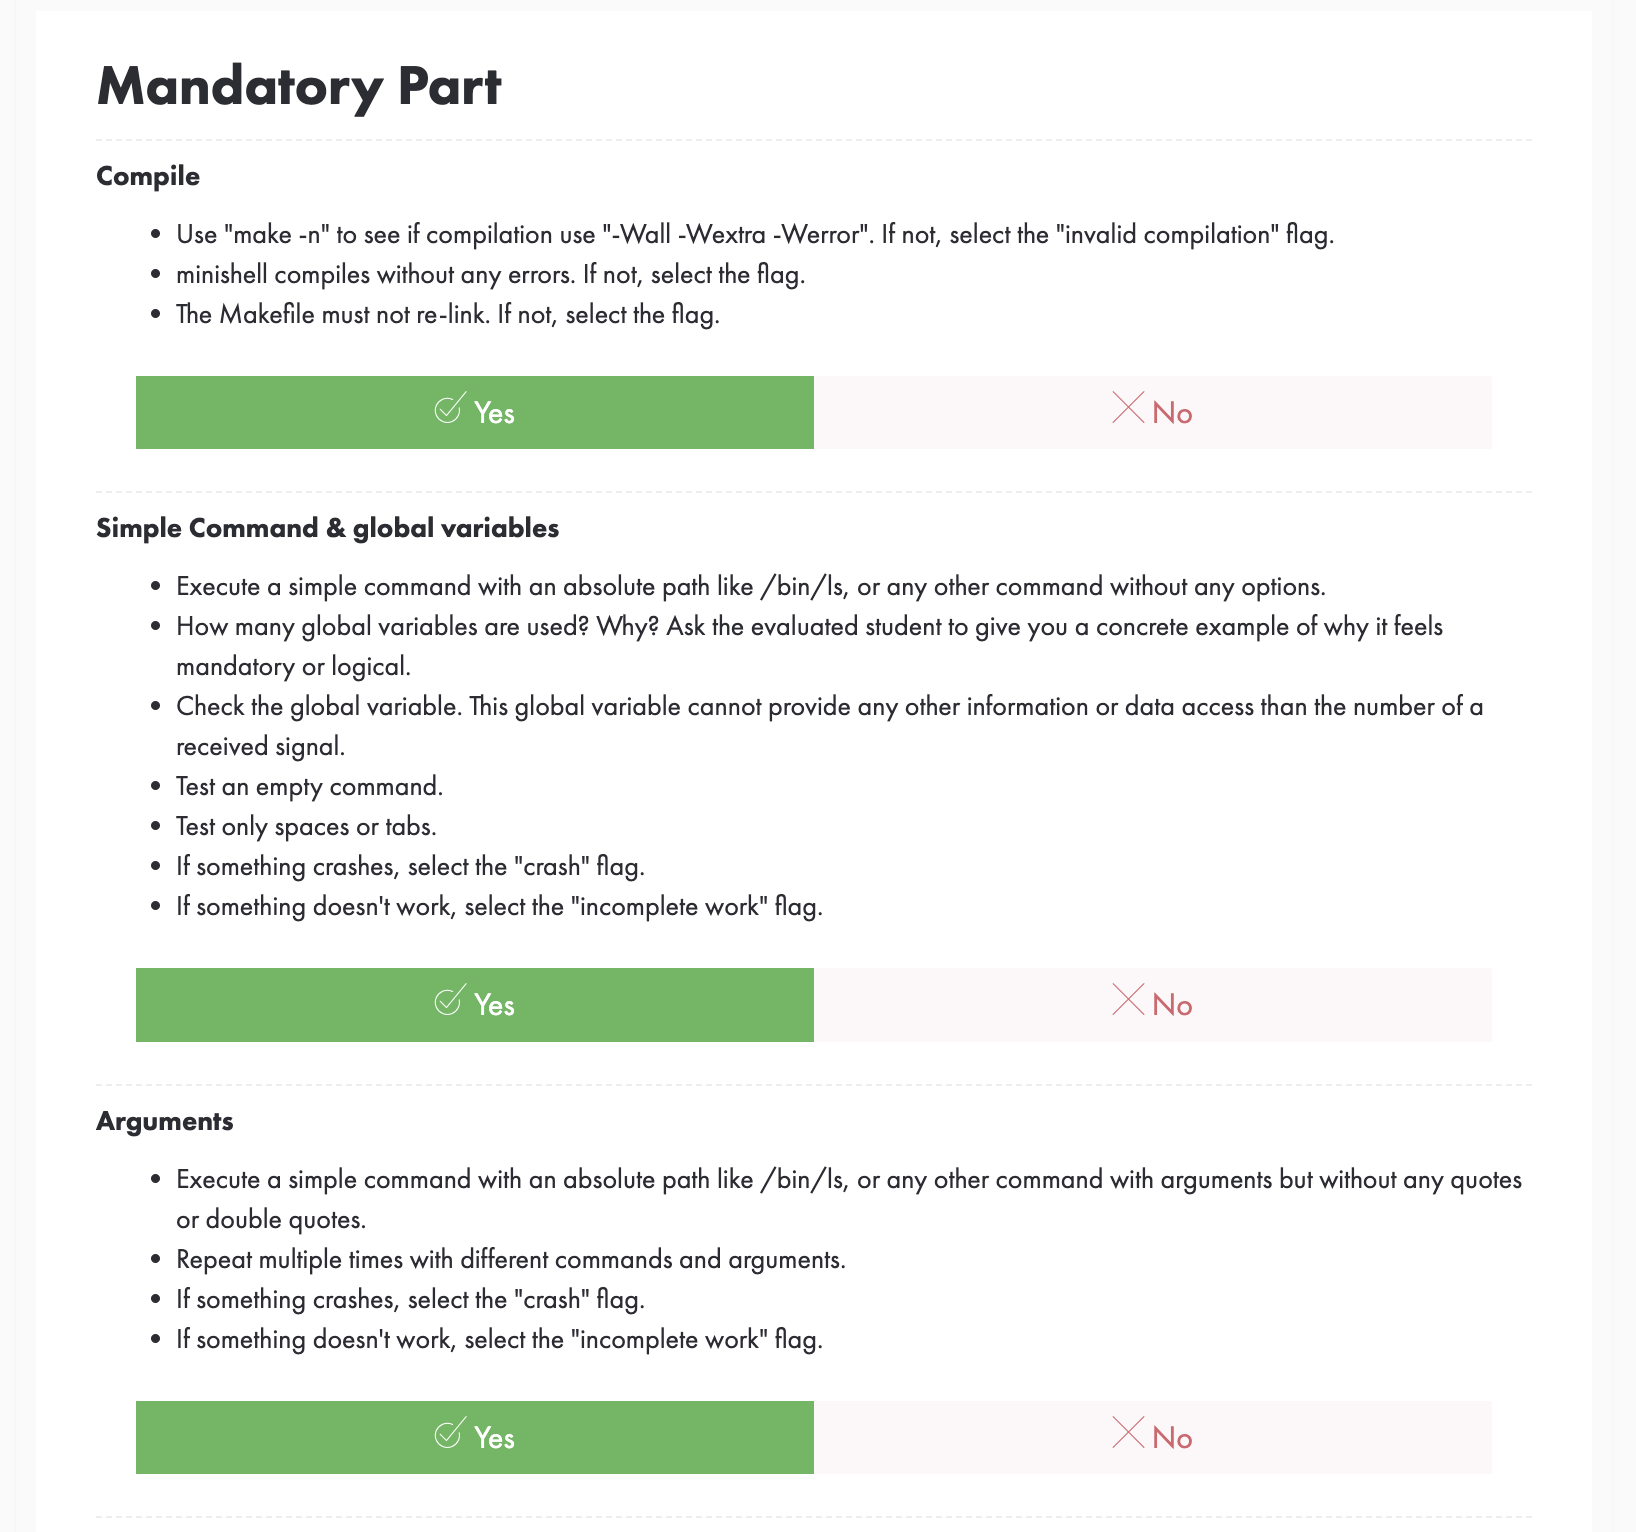 Mandatory Part
Compile
Use "make -n" to see if compilation use "-Wall -Wextra -Werror". If not, select the "invalid compilation" flag.
minishell compiles without any errors. If not, select the flag.
The Makefile must not re-link. If not, select the flag.
Yes
No
Simple Command & global variables
Execute a simple command with an absolute path like /bin/ls, or any other command without any options.
How many global variables are used? Why? Ask the evaluated student to give you a concrete example of why it feels
mandatory or logical.
Check the global variable. This global variable cannot provide any other information or data access than the number of a
received signal.
Test an empty command.
Test only spaces or tabs.
If something crashes, select the "crash" flag.
If something doesn't work, select the "incomplete work" flag.
Yes
No
Arguments
Execute a simple command with an absolute path like /bin/ls, or any other command with arguments but without any quotes
or double quotes.
Repeat multiple times with different commands and arguments.
If something crashes, select the "crash" flag.
If something doesn't work, select the "incomplete work" flag.
Yes
No